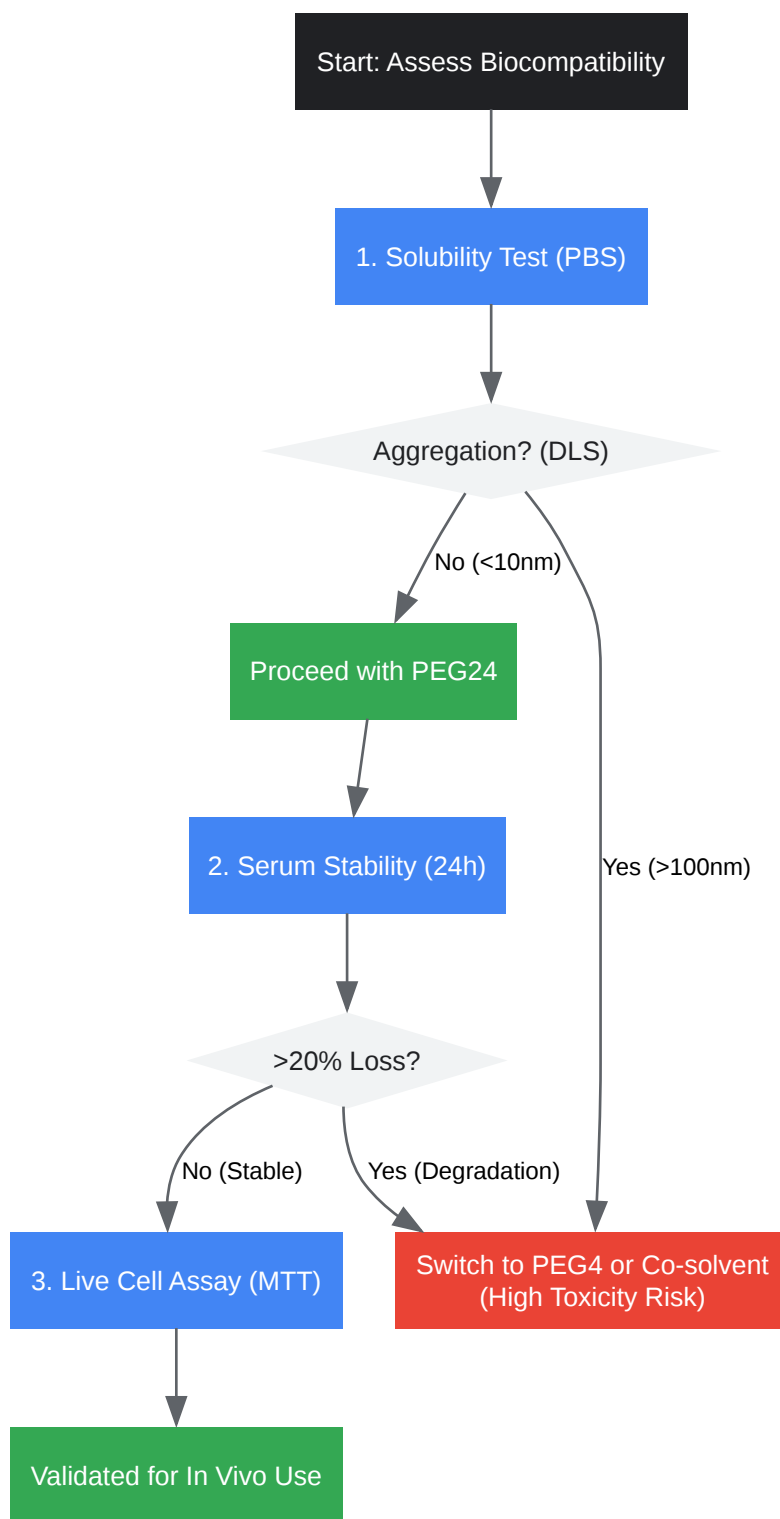 Start: Assess Biocompatibility
1. Solubility Test (PBS)
Aggregation? (DLS)
No (<10nm)
Proceed with PEG24
2. Serum Stability (24h)
Yes (>100nm)
>20% Loss?
No (Stable)
Yes (Degradation)
3. Live Cell Assay (MTT)
Switch to PEG4 or Co-solvent
(High Toxicity Risk)
Validated for In Vivo Use